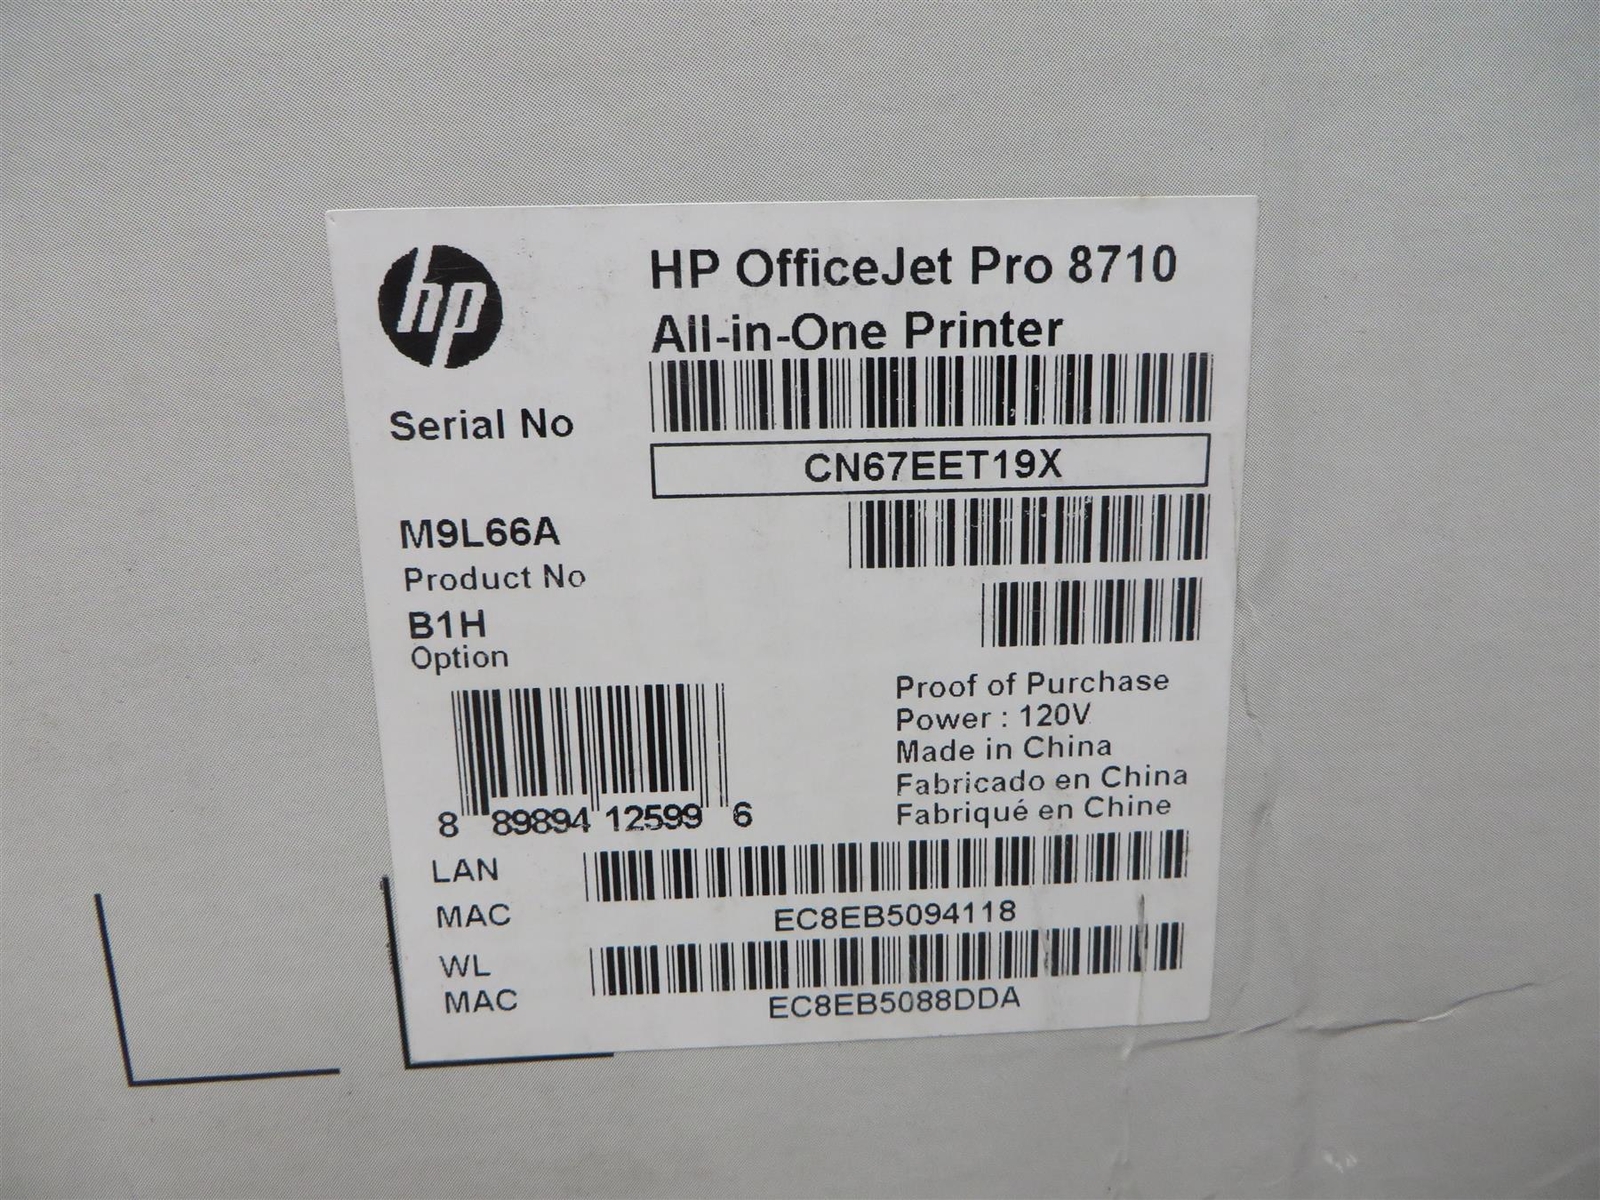 hp
HP OfficeJet Pro 8710
All-in-One Printer
Serial No
CN67EET19X
M9L66A
Product No
B1H
Option
Proof of Purchase
Power : 120V
Made in China
Fabricado en China
Fabriqué en Chine
8 89894 12599 6
LAN
MAC
EC8EB5094118
WL
MAC
EC8EB5088DDA